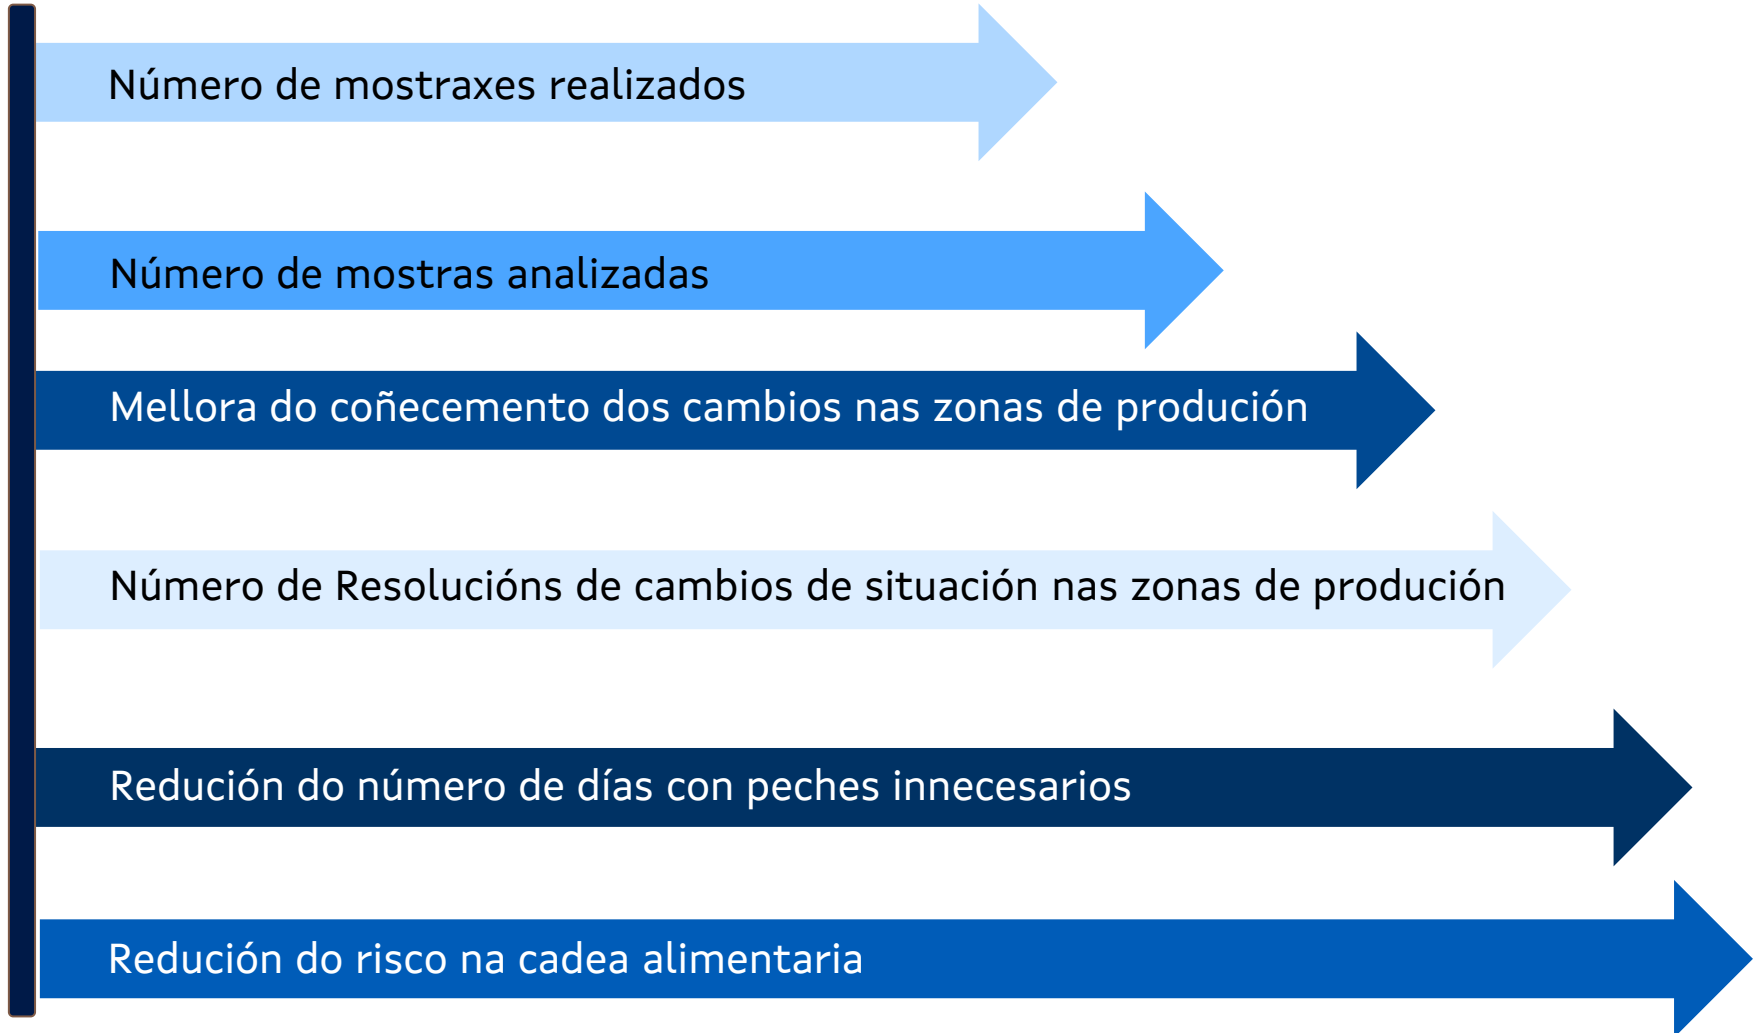 Número de mostraxes realizados
Número de mostras analizadas
Mellora do coñecemento dos cambios nas zonas de produción
Número de Resolucións de cambios de situación nas zonas de produción
Redución do número de días con peches innecesarios
Redución do risco na cadea alimentaria